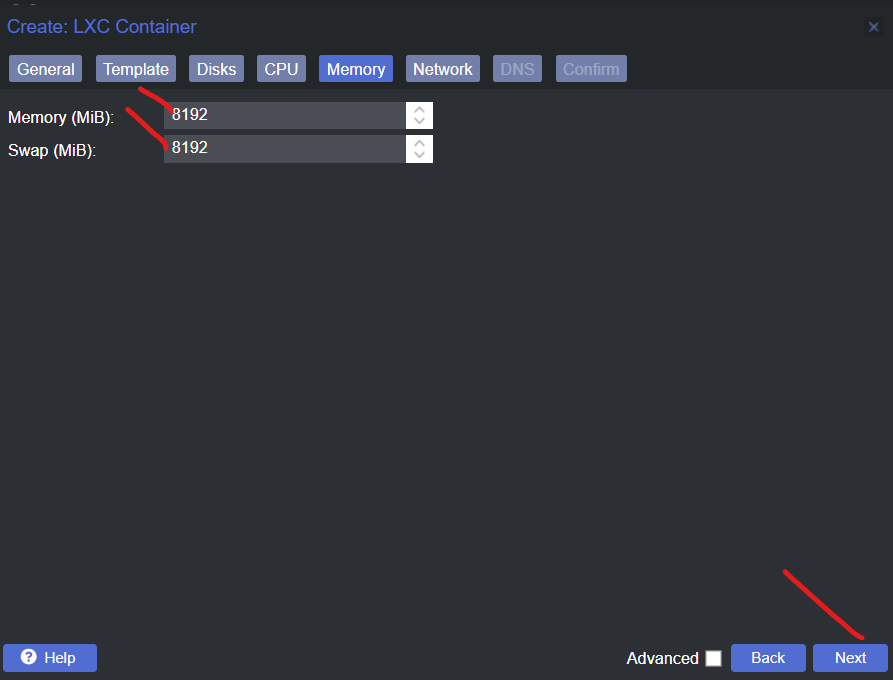 Create: LXC Container
General Template Disks CPU Memory Network DNS Confirm
Memory (MiB): 8192
Swap (MiB): 8192
? Help Advanced Back Next